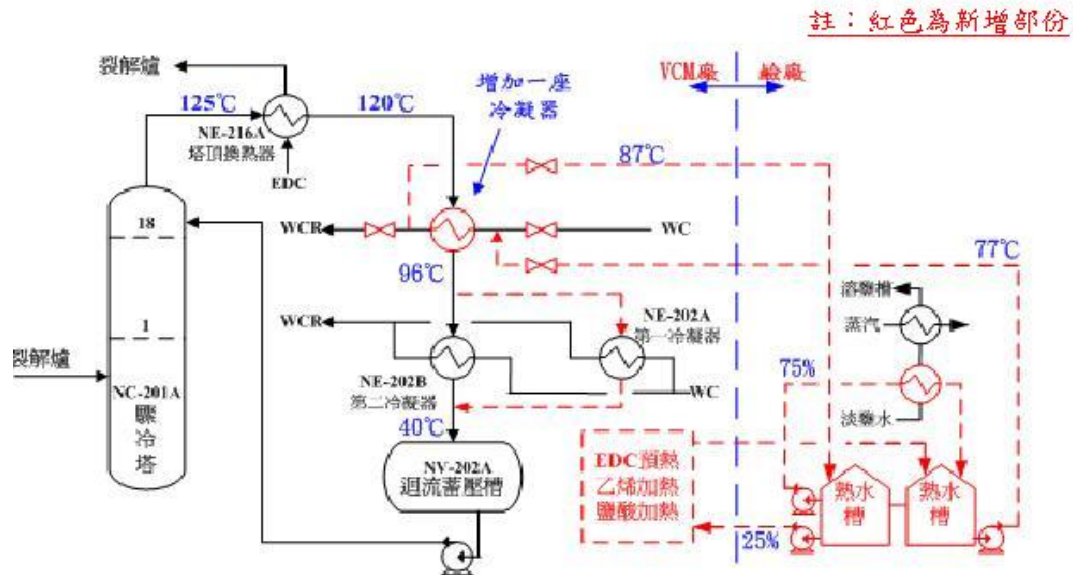 註：紅色為新增部份
裂解爐
125℃
120℃
NE-216A
塔頂換熱器
EDC
增加一座
冷凝器
VCM廠
鹼廠
87℃
WCR
WC
18
1
96℃
77℃
溶鹽槽
蒸汽
75%
淡鹽水
WCR
NE-202A
第一冷凝器
WC
NE-202B
第二冷凝器
裂解爐
NC-201A
驟
冷
塔
40℃
NV-202A
迴流蓄壓槽
EDC預熱
乙烯加熱
鹽酸加熱
25%
熱水
槽
熱水
槽